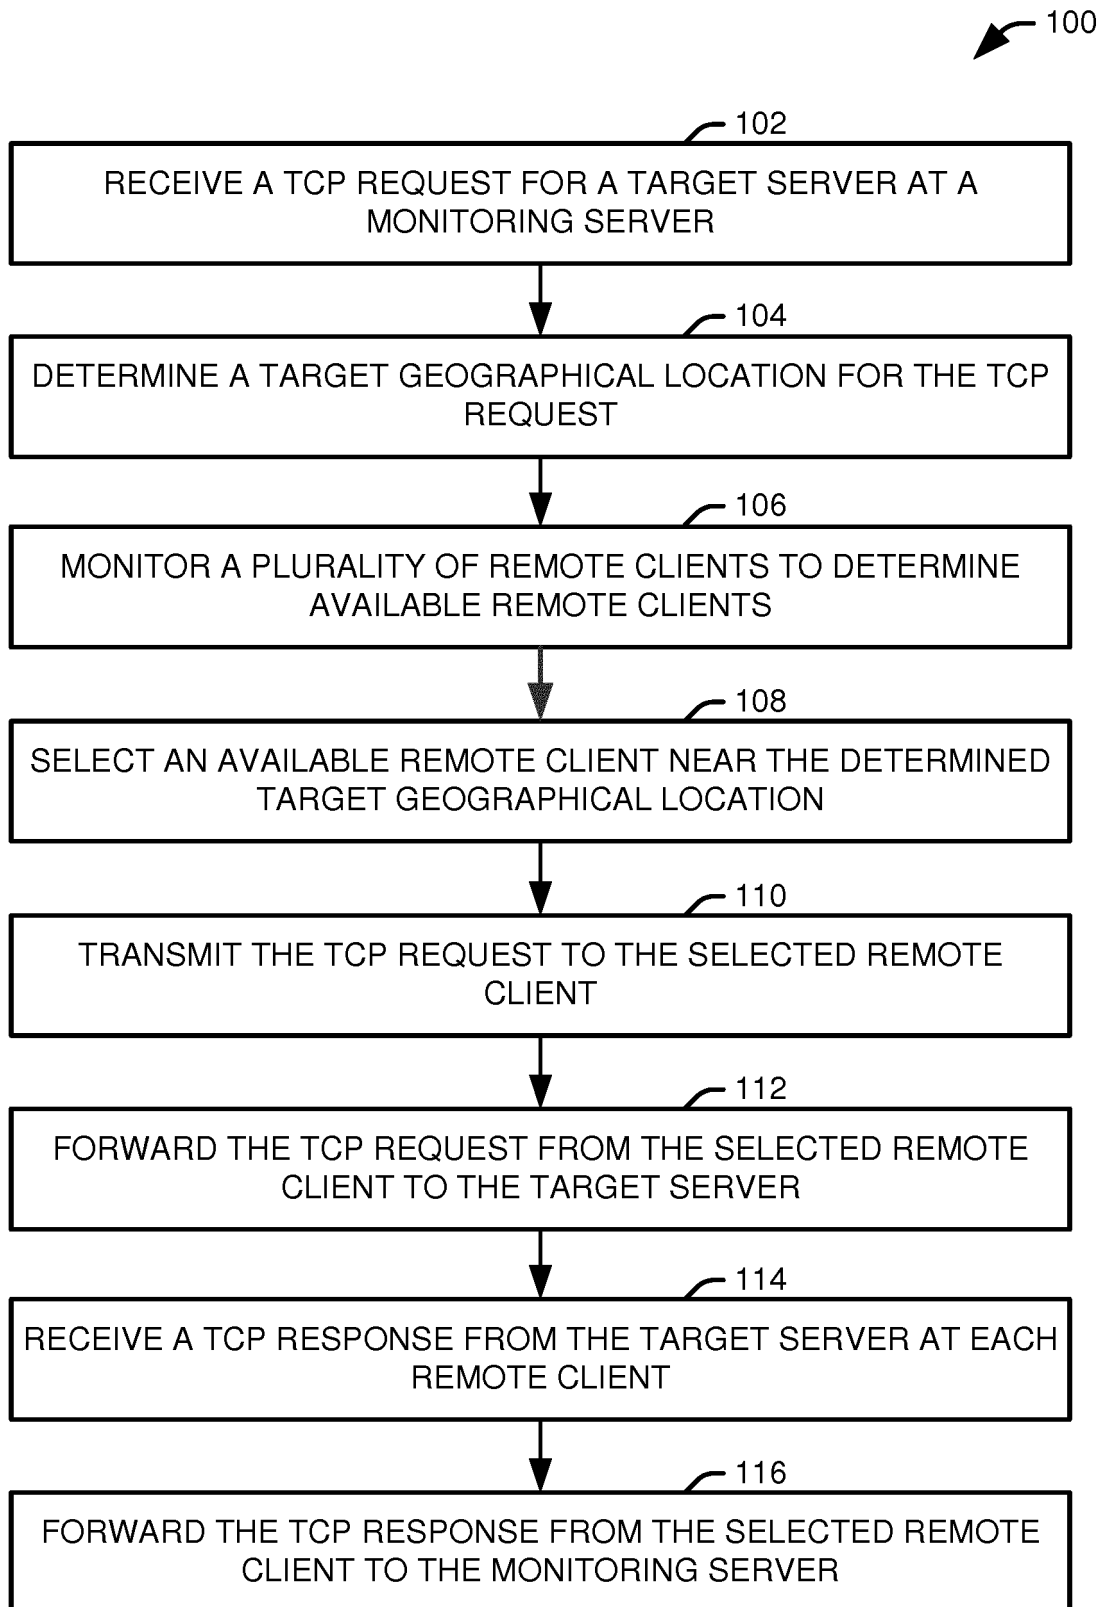 100
102
RECEIVE A TCP REQUEST FOR A TARGET SERVER AT A
MONITORING SERVER
104
DETERMINE A TARGET GEOGRAPHICAL LOCATION FOR THE TCP
REQUEST
106
MONITOR A PLURALITY OF REMOTE CLIENTS TO DETERMINE
AVAILABLE REMOTE CLIENTS
108
SELECT AN AVAILABLE REMOTE CLIENT NEAR THE DETERMINED
TARGET GEOGRAPHICAL LOCATION
110
TRANSMIT THE TCP REQUEST TO THE SELECTED REMOTE
CLIENT
112
FORWARD THE TCP REQUEST FROM THE SELECTED REMOTE
CLIENT TO THE TARGET SERVER
114
RECEIVE A TCP RESPONSE FROM THE TARGET SERVER AT EACH
REMOTE CLIENT
116
FORWARD THE TCP RESPONSE FROM THE SELECTED REMOTE
CLIENT TO THE MONITORING SERVER